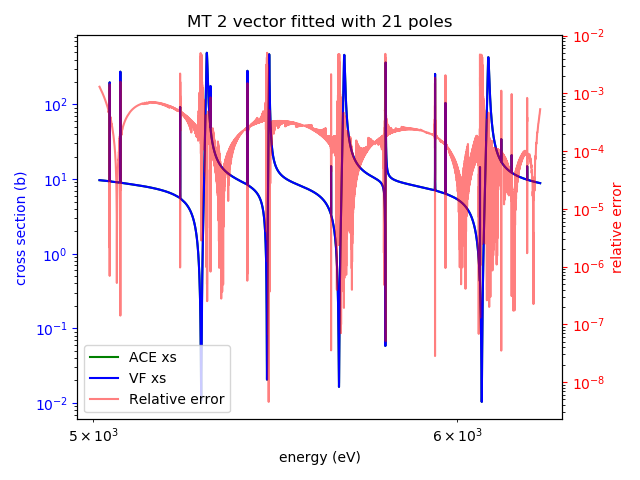 MT 2 vector fitted with 21 poles
10^2
10^1
10^0
10^-1
10^-2
cross section (b)
10^-2
10^-3
10^-4
10^-5
10^-6
10^-7
10^-8
relative error
ACE xs
VF xs
Relative error
5 × 10^3
6 × 10^3
energy (eV)